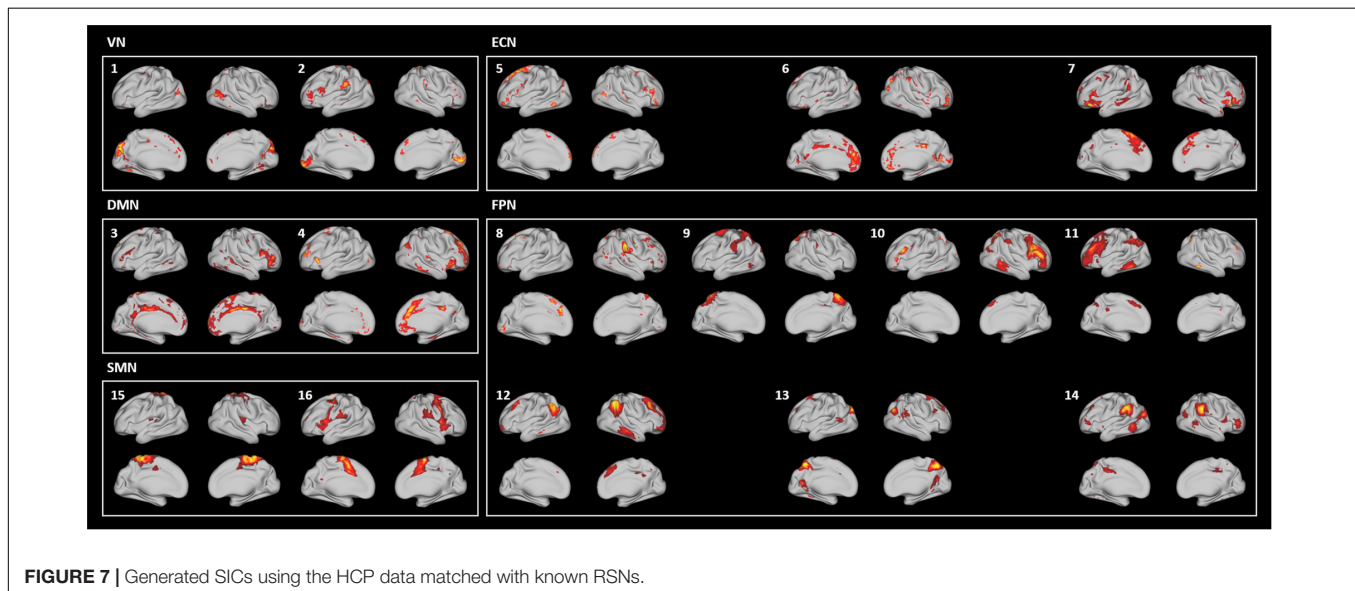 VN
ECN
1
2
5
6
7
DMN
FPN
3
4
8
9
10
11
SMN
15
16
12
13
14
FIGURE 7 | Generated SICs using the HCP data matched with known RSNs.